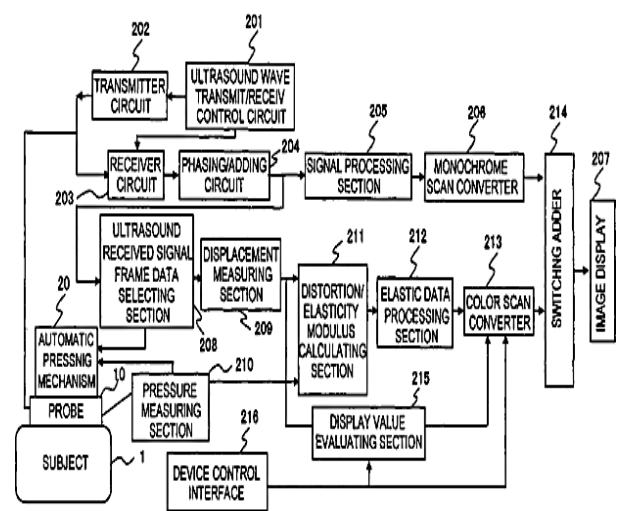 202
201
TRANSMITTER
CIRCUIT
ULTRASOUND WAVE
TRANSMIT/RECEIV
CONTROL CIRCUIT
205
206
214
207
RECEIVER
CIRCUIT
203
PHASING/ADDING
CIRCUIT
204
SIGNAL PROCESSING
SECTION
MONOCHROME
SCAN CONVERTER
SWITCHNG ADDER
IMAGE DISPLAY
ULTRASOUND
RECEIVED SIGNAL
FRAME DATA
SELECTING
SECTION
208
DISPLACEMENT
MEASURING
SECTION
209
211
DISTORTION/
ELASTICITY
MODULUS
CALCULATING
SECTION
212
ELASTIC DATA
PROCESSING
SECTION
213
COLOR SCAN
CONVERTER
20
AUTOMATIC
PRESSNIG
MECHANISM
10
PROBE
PRESSURE
MEASURING
SECTION
210
215
DISPLAY VALUE
EVALUATING SECTION
216
DEVICE CONTROL
INTERFACE
SUBJECT
1